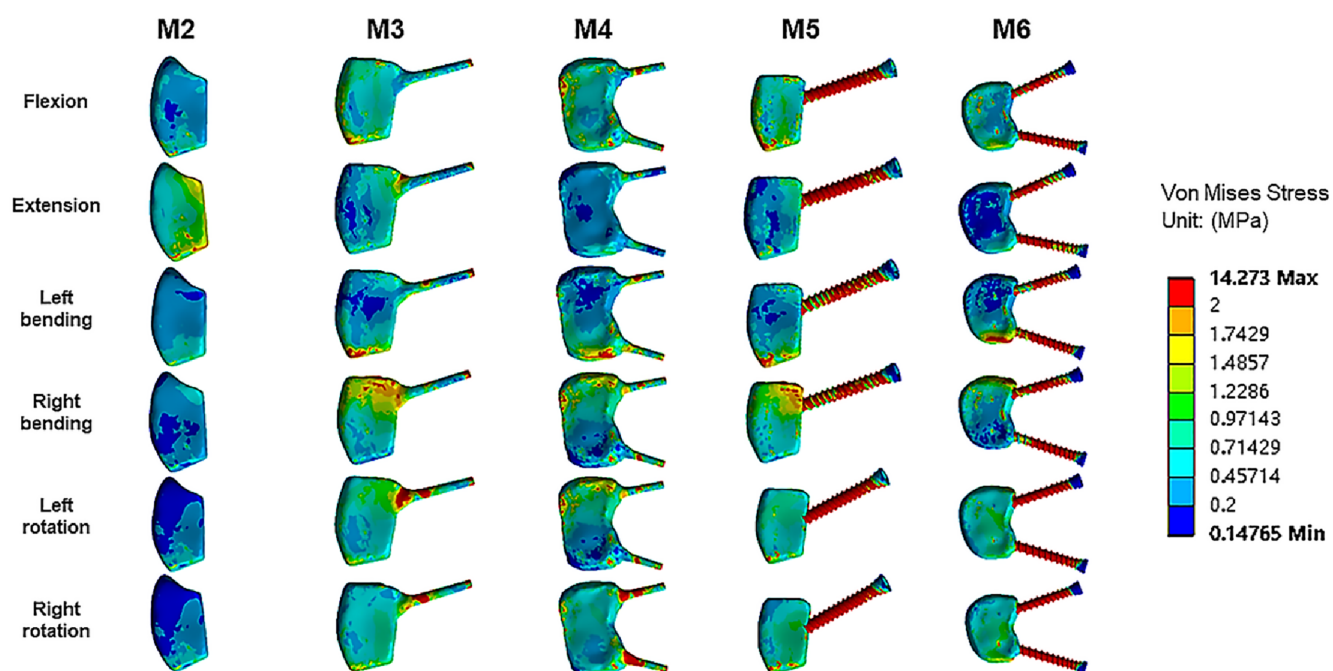 M2 M3 M4 M5 M6
Flexion
Extension
Left
bending
Right
bending
Left
rotation
Right
rotation
Von Mises Stress
Unit: (MPa)
14.273 Max
2
1.7429
1.4857
1.2286
0.97143
0.71429
0.45714
0.2
0.14765 Min